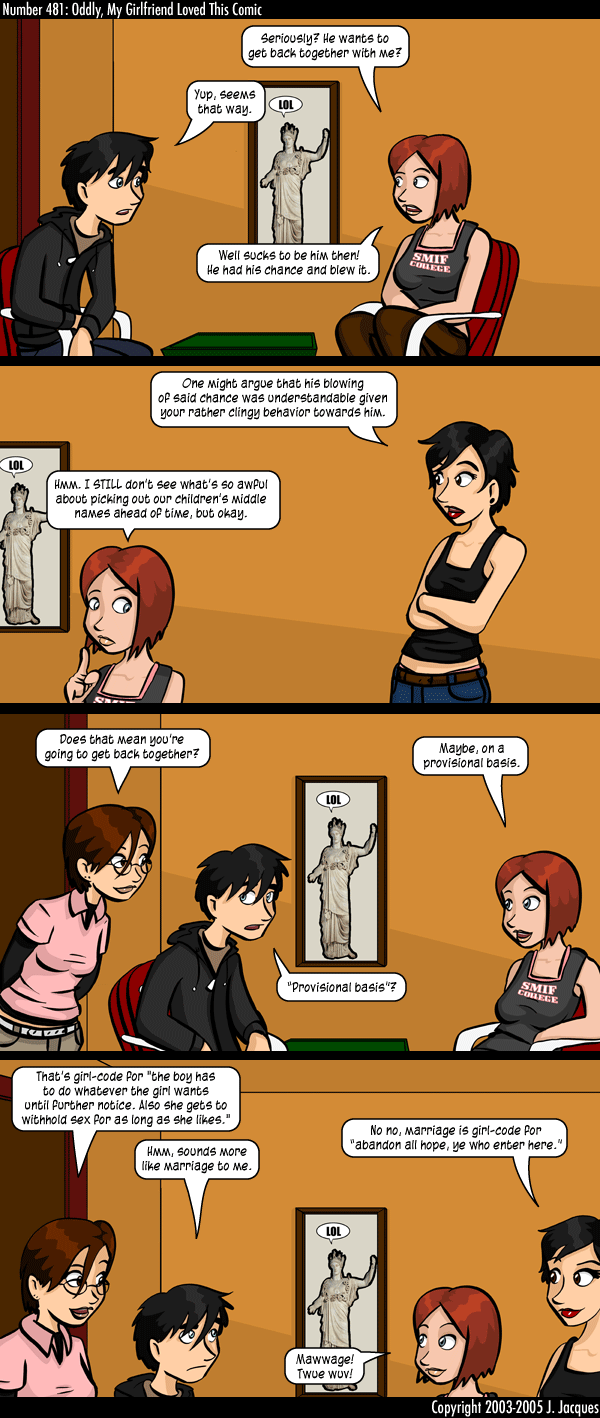 Number 481: Oddly, My Girlfriend Loved This Comic
Seriously? He wants to
get back together with me?
Yup, seems
that way.
LOL
Well sucks to be him then!
He had his chance and blew it.
SMIF
COLLEGE
One might argue that his blowing
of said chance was understandable given
your rather clingy behavior towards him.
LOL
Hmm. I STILL don't see what's so awful
about picking out our children's middle
names ahead of time, but okay.
SMIF
Does that mean you're
going to get back together?
Maybe, on a
provisional basis.
LOL
"Provisional basis"?
SMIF
COLLEGE
That's girl-code for "the boy has
to do whatever the girl wants
until further notice. Also she gets to
withhold sex for as long as she likes."
Hmm, sounds more
like marriage to me.
No no, marriage is girl-code for
"abandon all hope, ye who enter here."
LOL
Mawwage!
Twue wuv!
Copyright 2003-2005 J. Jacques